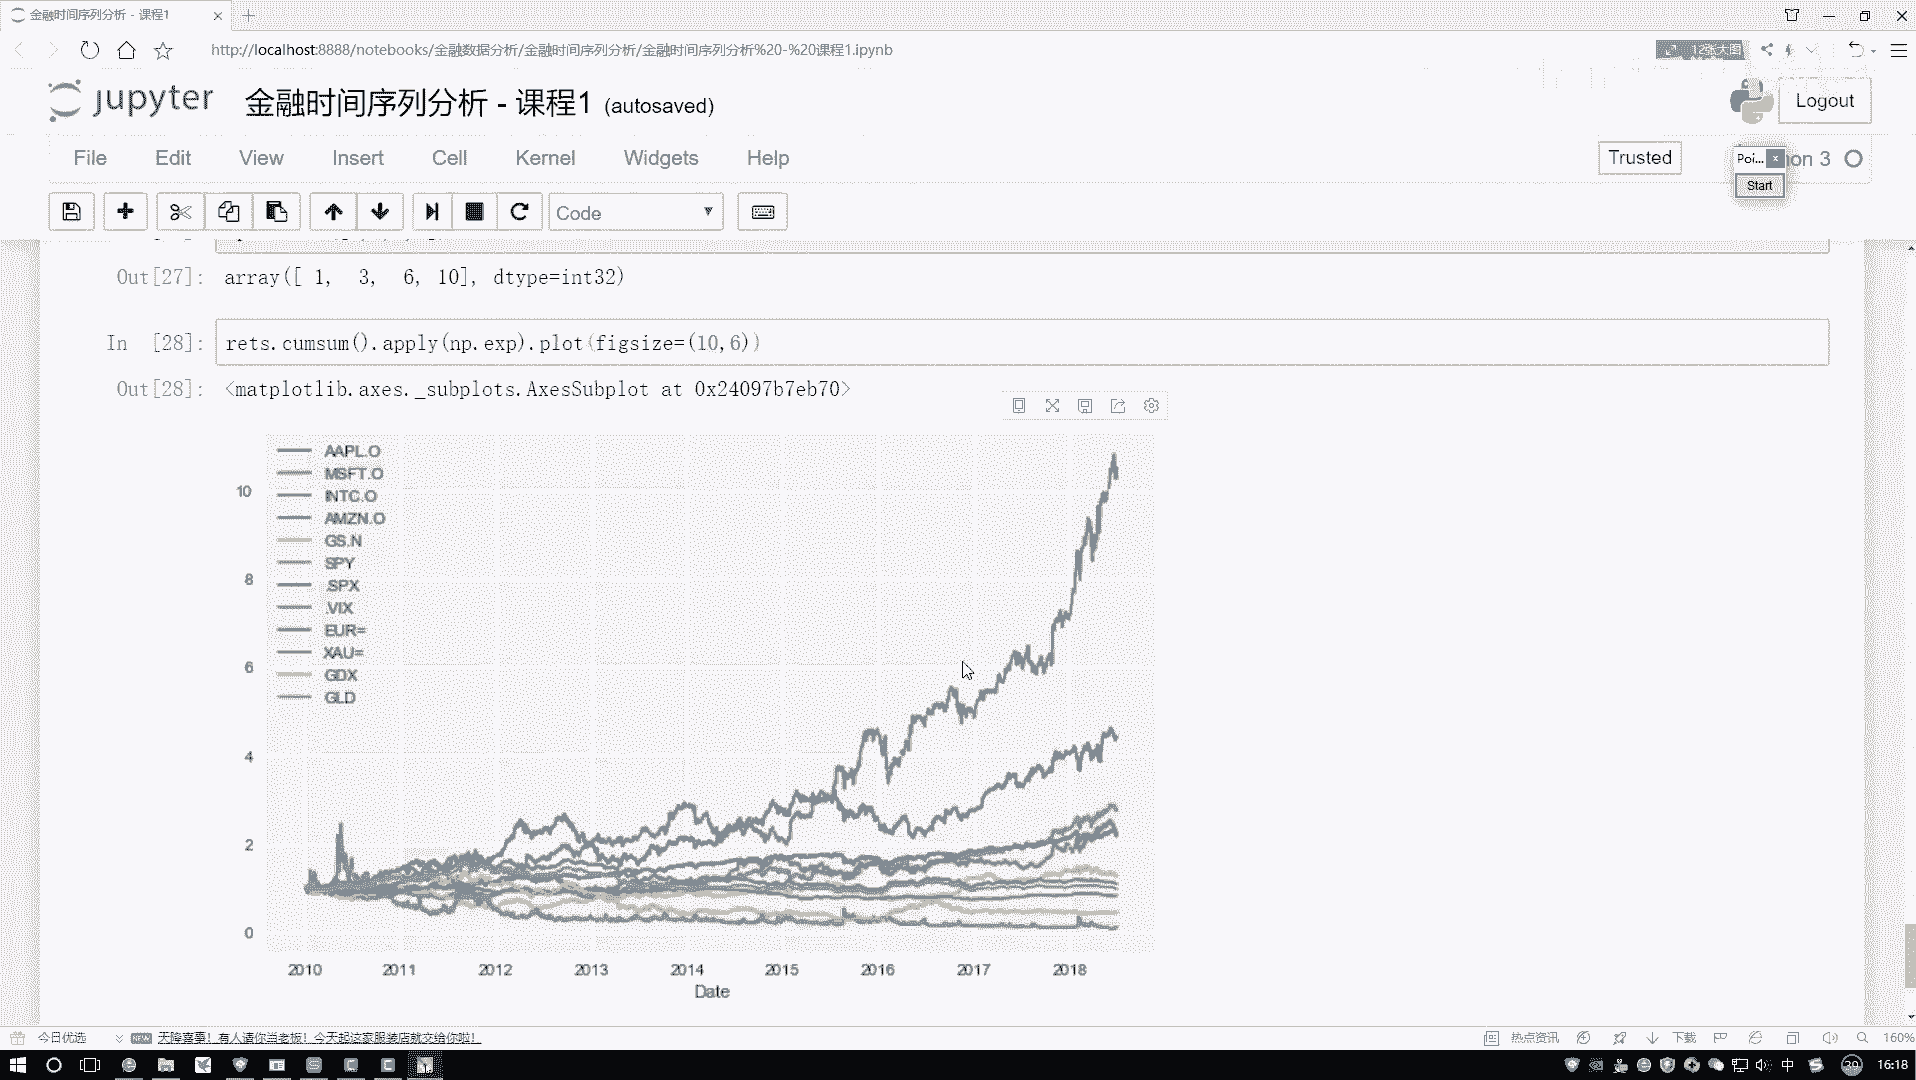 金融时间序列分析 - 课程1
http://localhost:8888/notebooks/金融数据分析/金融时间序列分析/金融时间序列分析%20-%20课程1.ipynb
12张大图
jupyter 金融时间序列分析 - 课程1 (autosaved)
Logout
File Edit View Insert Cell Kernel Widgets Help
Trusted
Poi... on 3
Start
Code
Out[27]: array([ 1, 3, 6, 10], dtype=int32)
In [28]: rets.cumsum().apply(np.exp).plot(figsize=(10,6))
Out[28]: <matplotlib.axes._subplots.AxesSubplot at 0x24097b7eb70>
AAPL.O
MSFT.O
INTC.O
AMZN.O
GS.N
SPY
.SPX
.VIX
EUR=
XAU=
GDX
GLD
10
8
6
4
2
0
2010 2011 2012 2013 2014 2015 2016 2017 2018
Date
今日优选 NEW 天降喜事！有人请你当老板！今天起这家服装店就交给你啦！
热点资讯 下载 160%
中 39 16:18